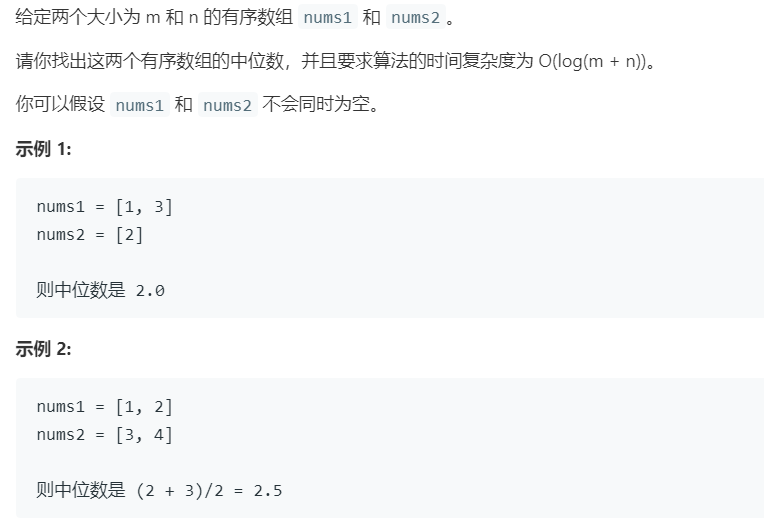 给定两个大小为 m 和 n 的有序数组 nums1 和 nums2 。
请你找出这两个有序数组的中位数，并且要求算法的时间复杂度为 O(log(m + n))。
你可以假设 nums1 和 nums2 不会同时为空。
示例 1:
nums1 = [1, 3]
nums2 = [2]
则中位数是 2.0
示例 2:
nums1 = [1, 2]
nums2 = [3, 4]
则中位数是 (2 + 3)/2 = 2.5